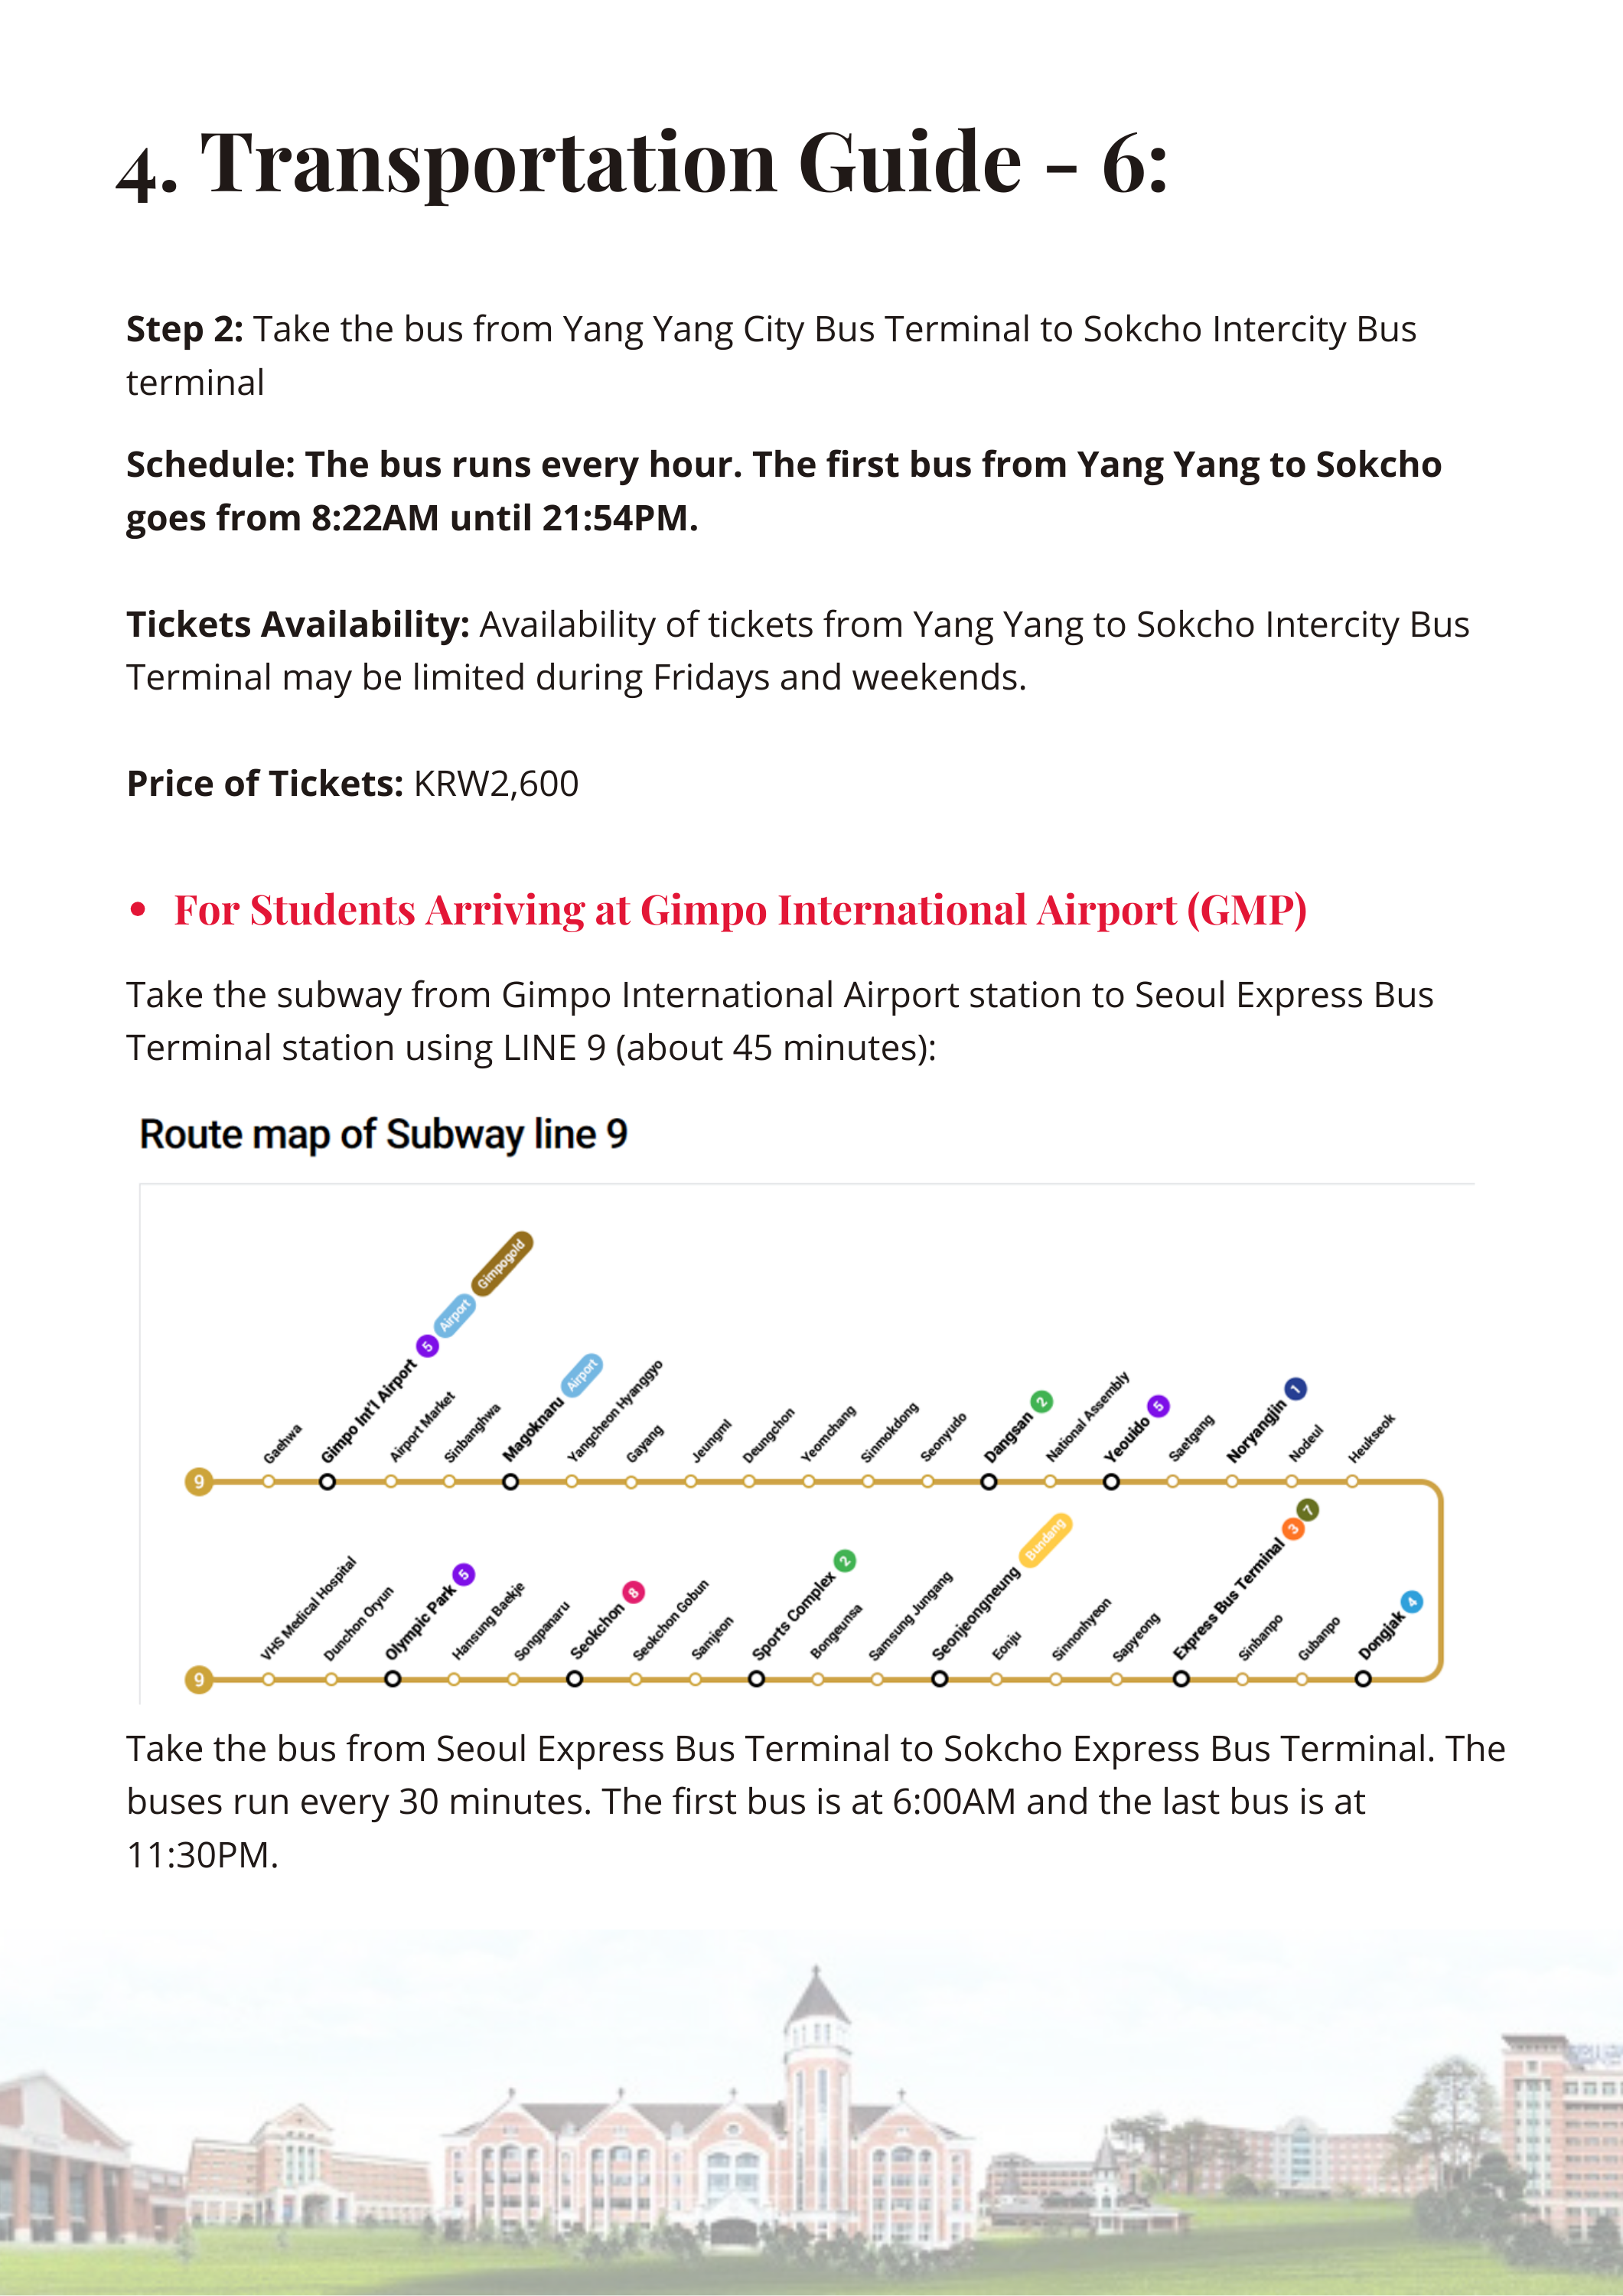 4. Transportation Guide - 6:
Step 2: Take the bus from Yang Yang City Bus Terminal to Sokcho Intercity Bus
terminal
Schedule: The bus runs every hour. The first bus from Yang Yang to Sokcho
goes from 8:22AM until 21:54PM.
Tickets Availability: Availability of tickets from Yang Yang to Sokcho Intercity Bus
Terminal may be limited during Fridays and weekends.
Price of Tickets: KRW2,600
• For Students Arriving at Gimpo International Airport (GMP)
Take the subway from Gimpo International Airport station to Seoul Express Bus
Terminal station using LINE 9 (about 45 minutes):
Route map of Subway line 9
9
Gaehwa
Gimpo Int'l Airport 5 Airport Gimpogold
Airport Market
Sinbanghwa
Magoknaru Airport
Yangcheon Hyanggyo
Gayang
Jeungmi
Deungchon
Yeomchang
Sinmokdong
Seonyudo
Dangsan 2
National Assembly
Yeouido 5
Saetgang
Noryangjin 1
Nodeul
Heukseok
9
VHS Medical Hospital
Dunchon Oryun
Olympic Park 5
Hansung Baekje
Songpanaru
Seokchon 8
Seokchon Gobun
Samjeon
Sports Complex 2
Bongeunsa
Samsung Jungang
Seonjeongneung Bundang
Eonju
Sinnonhyeon
Sapyeong
Express Bus Terminal 3 7
Sinbanpo
Gubanpo
Dongjak 4
Take the bus from Seoul Express Bus Terminal to Sokcho Express Bus Terminal. The
buses run every 30 minutes. The first bus is at 6:00AM and the last bus is at
11:30PM.